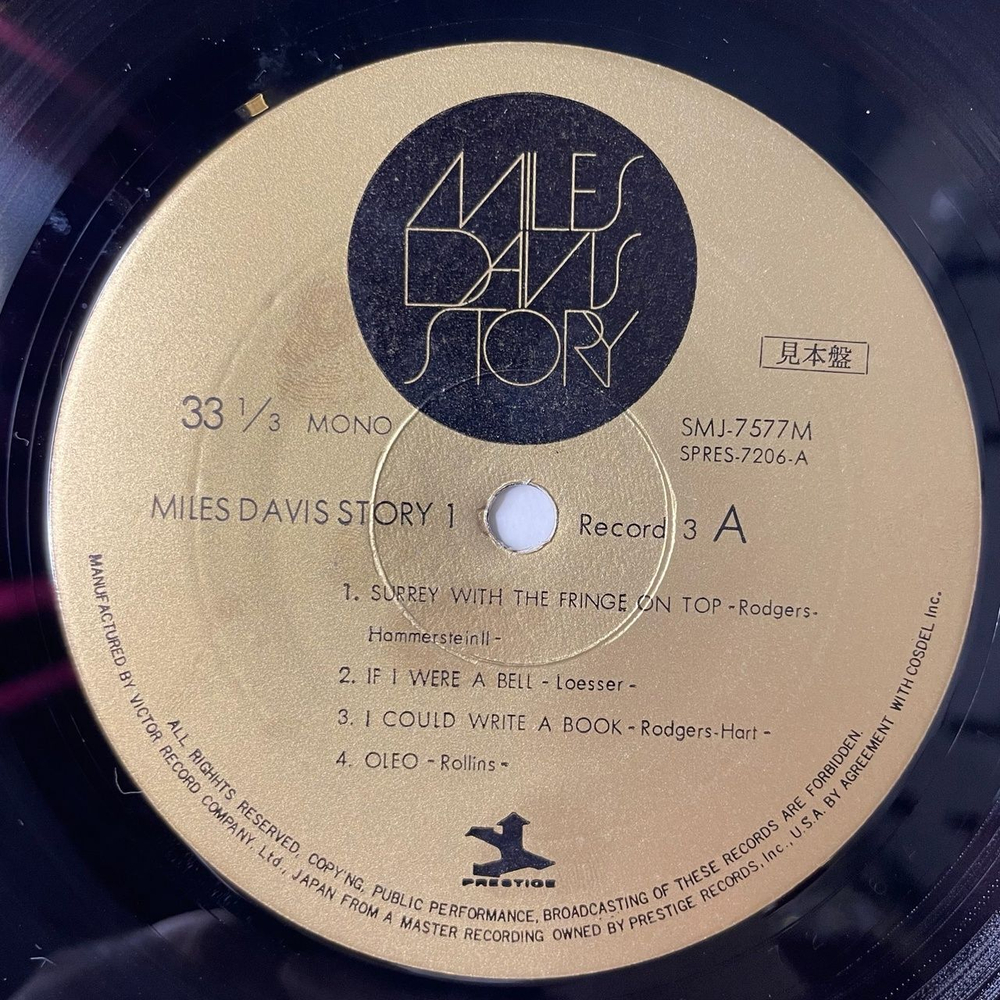 MILES
DAVIS
STORY
見本盤
33 1/3 MONO
SMJ-7577M
SPRES-7206-A
MILES DAVIS STORY 1
Record 3 A
1. SURREY WITH THE FRINGE ON TOP -Rodgers-
HammersteinII-
2. IF I WERE A BELL - Loesser -
3. I COULD WRITE A BOOK - Rodgers-Hart -
4. OLEO - Rollins -
PRESTIGE
ALL RIGHHTS RESERVED, COPY'NG, PUBLIC PERFORMANCE, BROADCASTING OF THESE RECORDS ARE FORBIDDEN.
MANUFACTURED BY VICTOR RECORD COMPANY, Ltd., JAPAN FROM A MASTER RECORDING OWNED BY PRESTIGE RECORDS, Inc., U.S.A. BY AGREEMENT WITH COSDEL Inc.